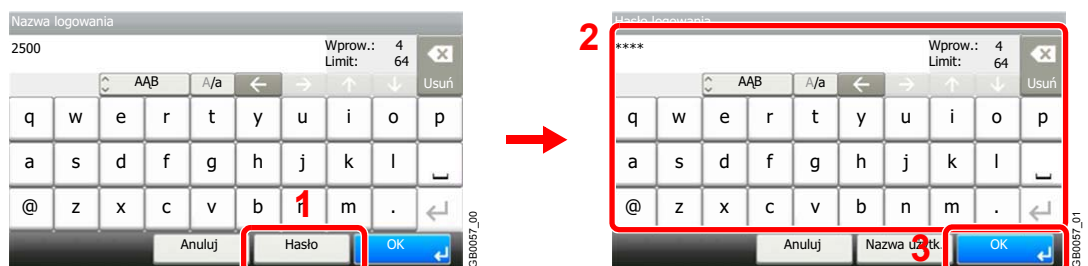 Nazwa logowania
2500
Wprow.: 4
Limit: 64
Usuń
AĄB
A/a
q w e r t y u i o p
a s d f g h j k l
@ z x c v b n m .
1
Anuluj
Hasło
OK
GB0057_00
2
Hasło logowania
****
Wprow.: 4
Limit: 64
Usuń
AĄB
A/a
q w e r t y u i o p
a s d f g h j k l
@ z x c v b n m .
Anuluj
Nazwa użytk.
3
OK
GB0057_01